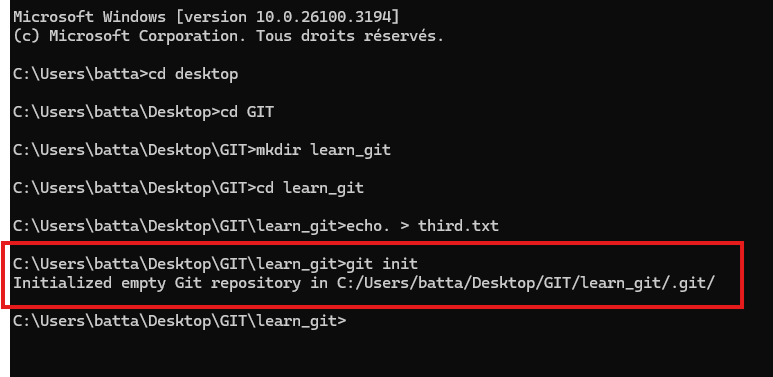 Microsoft Windows [version 10.0.26100.3194]
(c) Microsoft Corporation. Tous droits réservés.
C:\Users\batta>cd desktop
C:\Users\batta\Desktop>cd GIT
C:\Users\batta\Desktop\GIT>mkdir learn_git
C:\Users\batta\Desktop\GIT>cd learn_git
C:\Users\batta\Desktop\GIT\learn_git>echo. > third.txt
C:\Users\batta\Desktop\GIT\learn_git>git init
Initialized empty Git repository in C:/Users/batta/Desktop/GIT/learn_git/.git/
C:\Users\batta\Desktop\GIT\learn_git>